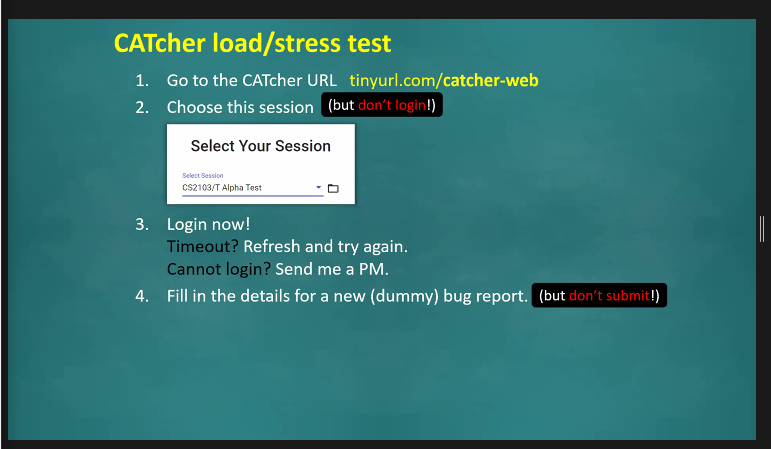 CATcher load/stress test
1. Go to the CATcher URL tinyurl.com/catcher-web
2. Choose this session (but don't login!)
Select Your Session
Select Session
CS2103/T Alpha Test
3. Login now!
Timeout? Refresh and try again.
Cannot login? Send me a PM.
4. Fill in the details for a new (dummy) bug report. (but don't submit!)